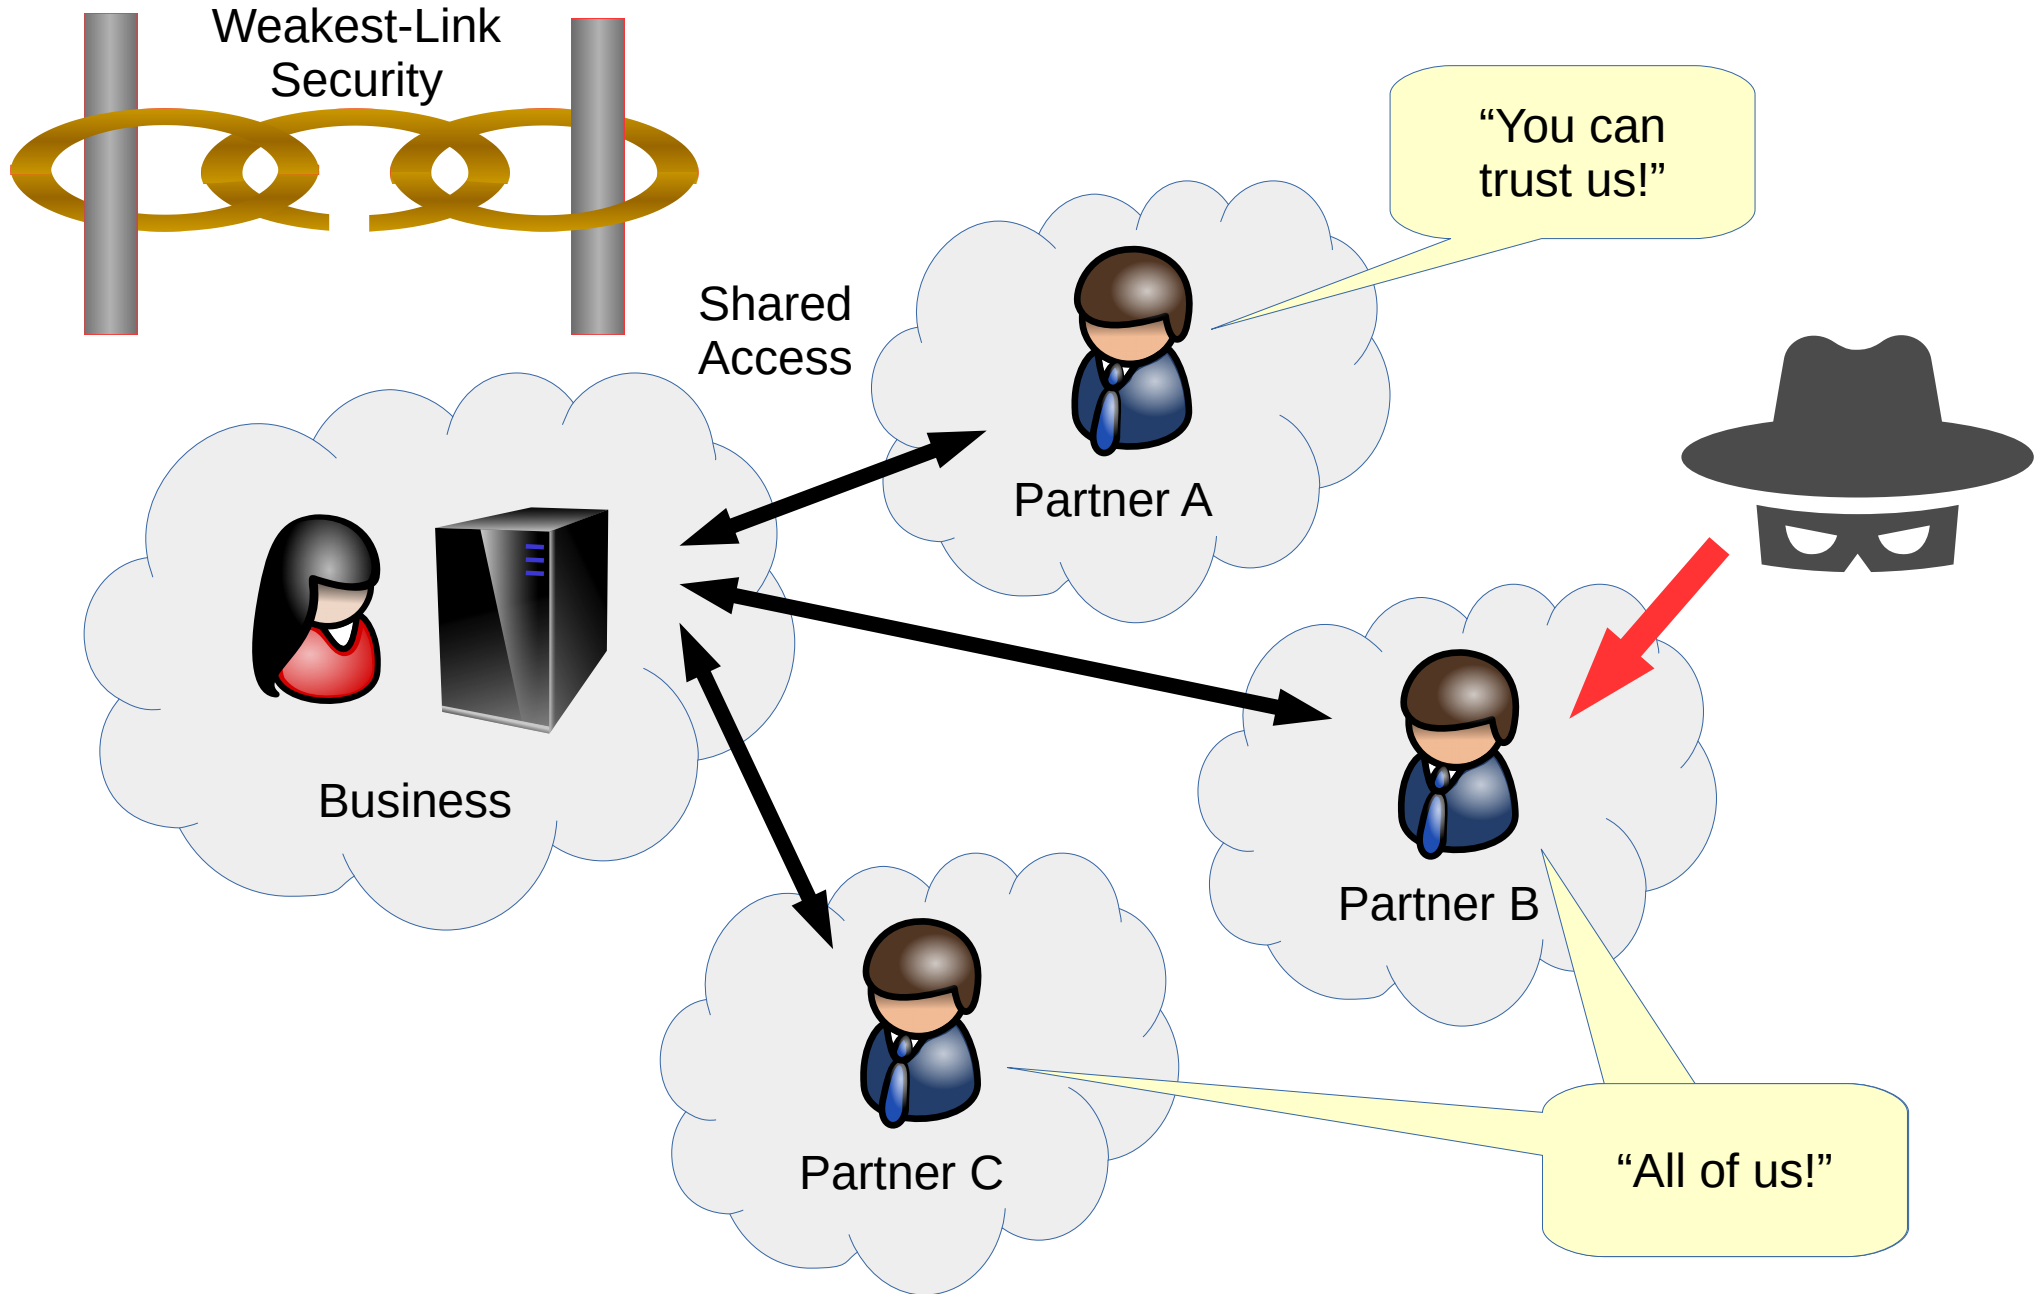 Weakest-Link
Security
“You can
trust us!”
Shared
Access
Partner A
Business
Partner B
Partner C
“All of us!”